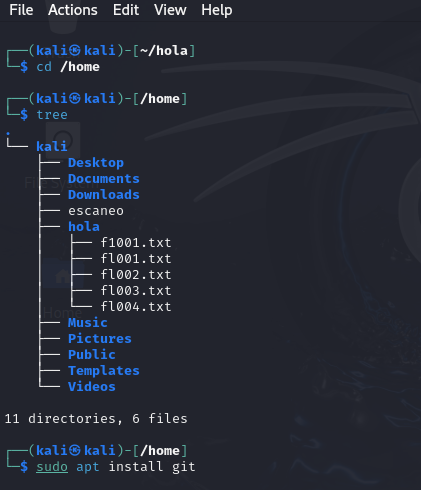 File Actions Edit View Help
┌──(kali㉿kali)-[~/hola]
└─$ cd /home
┌──(kali㉿kali)-[/home]
└─$ tree
.
└── kali
    ├── Desktop
    ├── Documents
    ├── Downloads
    ├── escaneo
    ├── hola
    │   ├── f1001.txt
    │   ├── fl001.txt
    │   ├── fl002.txt
    │   ├── fl003.txt
    │   └── fl004.txt
    ├── Music
    ├── Pictures
    ├── Public
    ├── Templates
    └── Videos
11 directories, 6 files
┌──(kali㉿kali)-[/home]
└─$ sudo apt install git